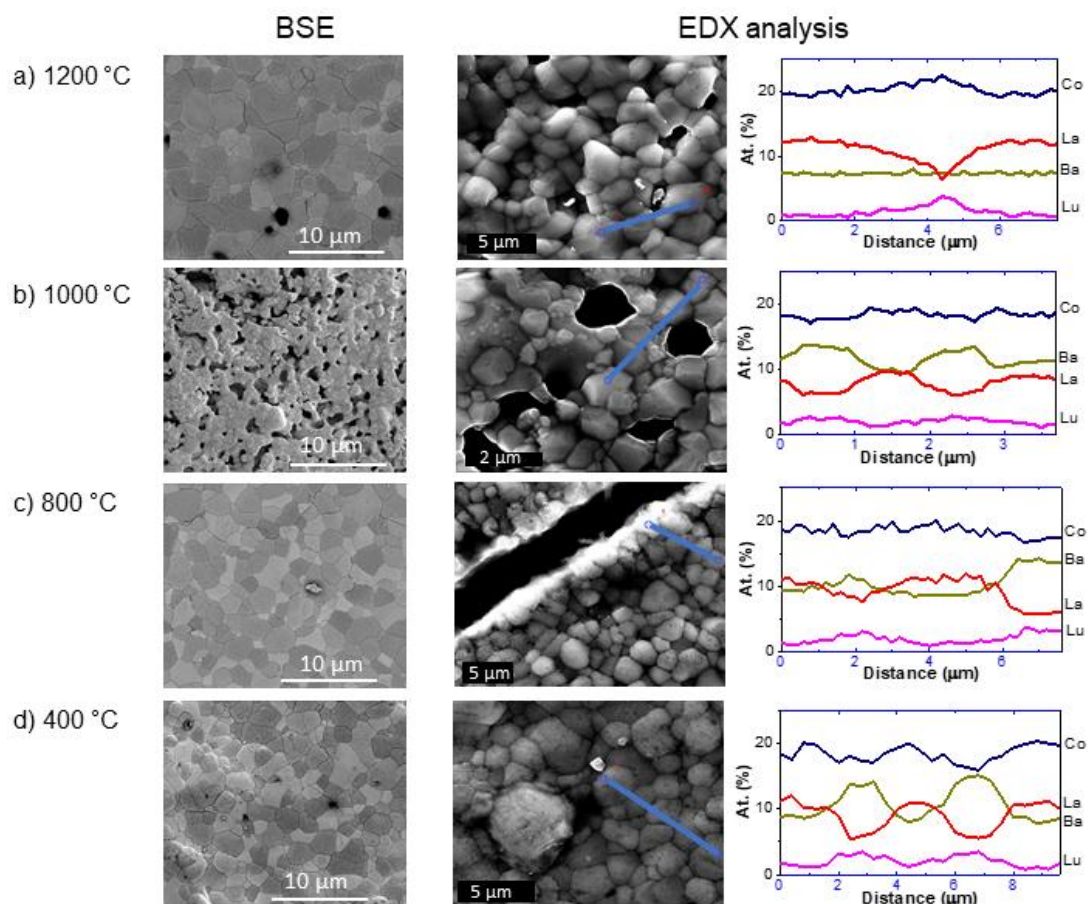 BSE
EDX analysis
a) 1200 °C
10 µm
5 µm
At. (%)
20
10
0
0
2
4
6
Distance (µm)
Co
La
Ba
Lu
b) 1000 °C
10 µm
2 µm
At. (%)
20
10
0
0
1
2
3
Distance (µm)
Co
Ba
La
Lu
c) 800 °C
10 µm
5 µm
At. (%)
20
10
0
0
2
4
6
Distance (µm)
Co
Ba
La
Lu
d) 400 °C
10 µm
5 µm
At. (%)
20
10
0
0
2
4
6
8
Distance (µm)
Co
La
Ba
Lu